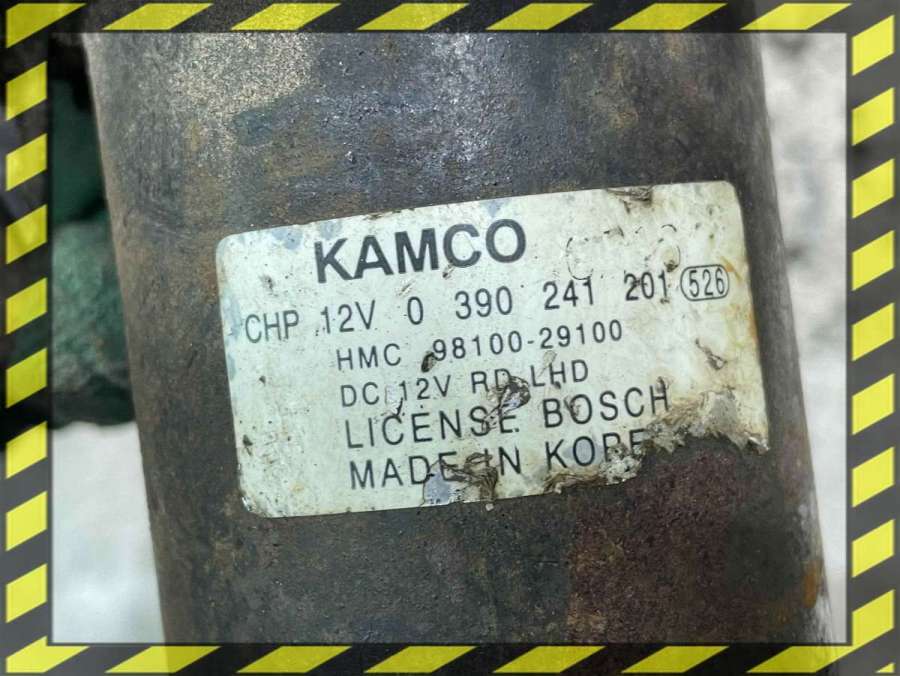 KAMCO
CHP 12V 0 390 241 201 526
HMC 98100-29100
DC 12V RD LHD
LICENSE BOSCH
MADE IN KORE